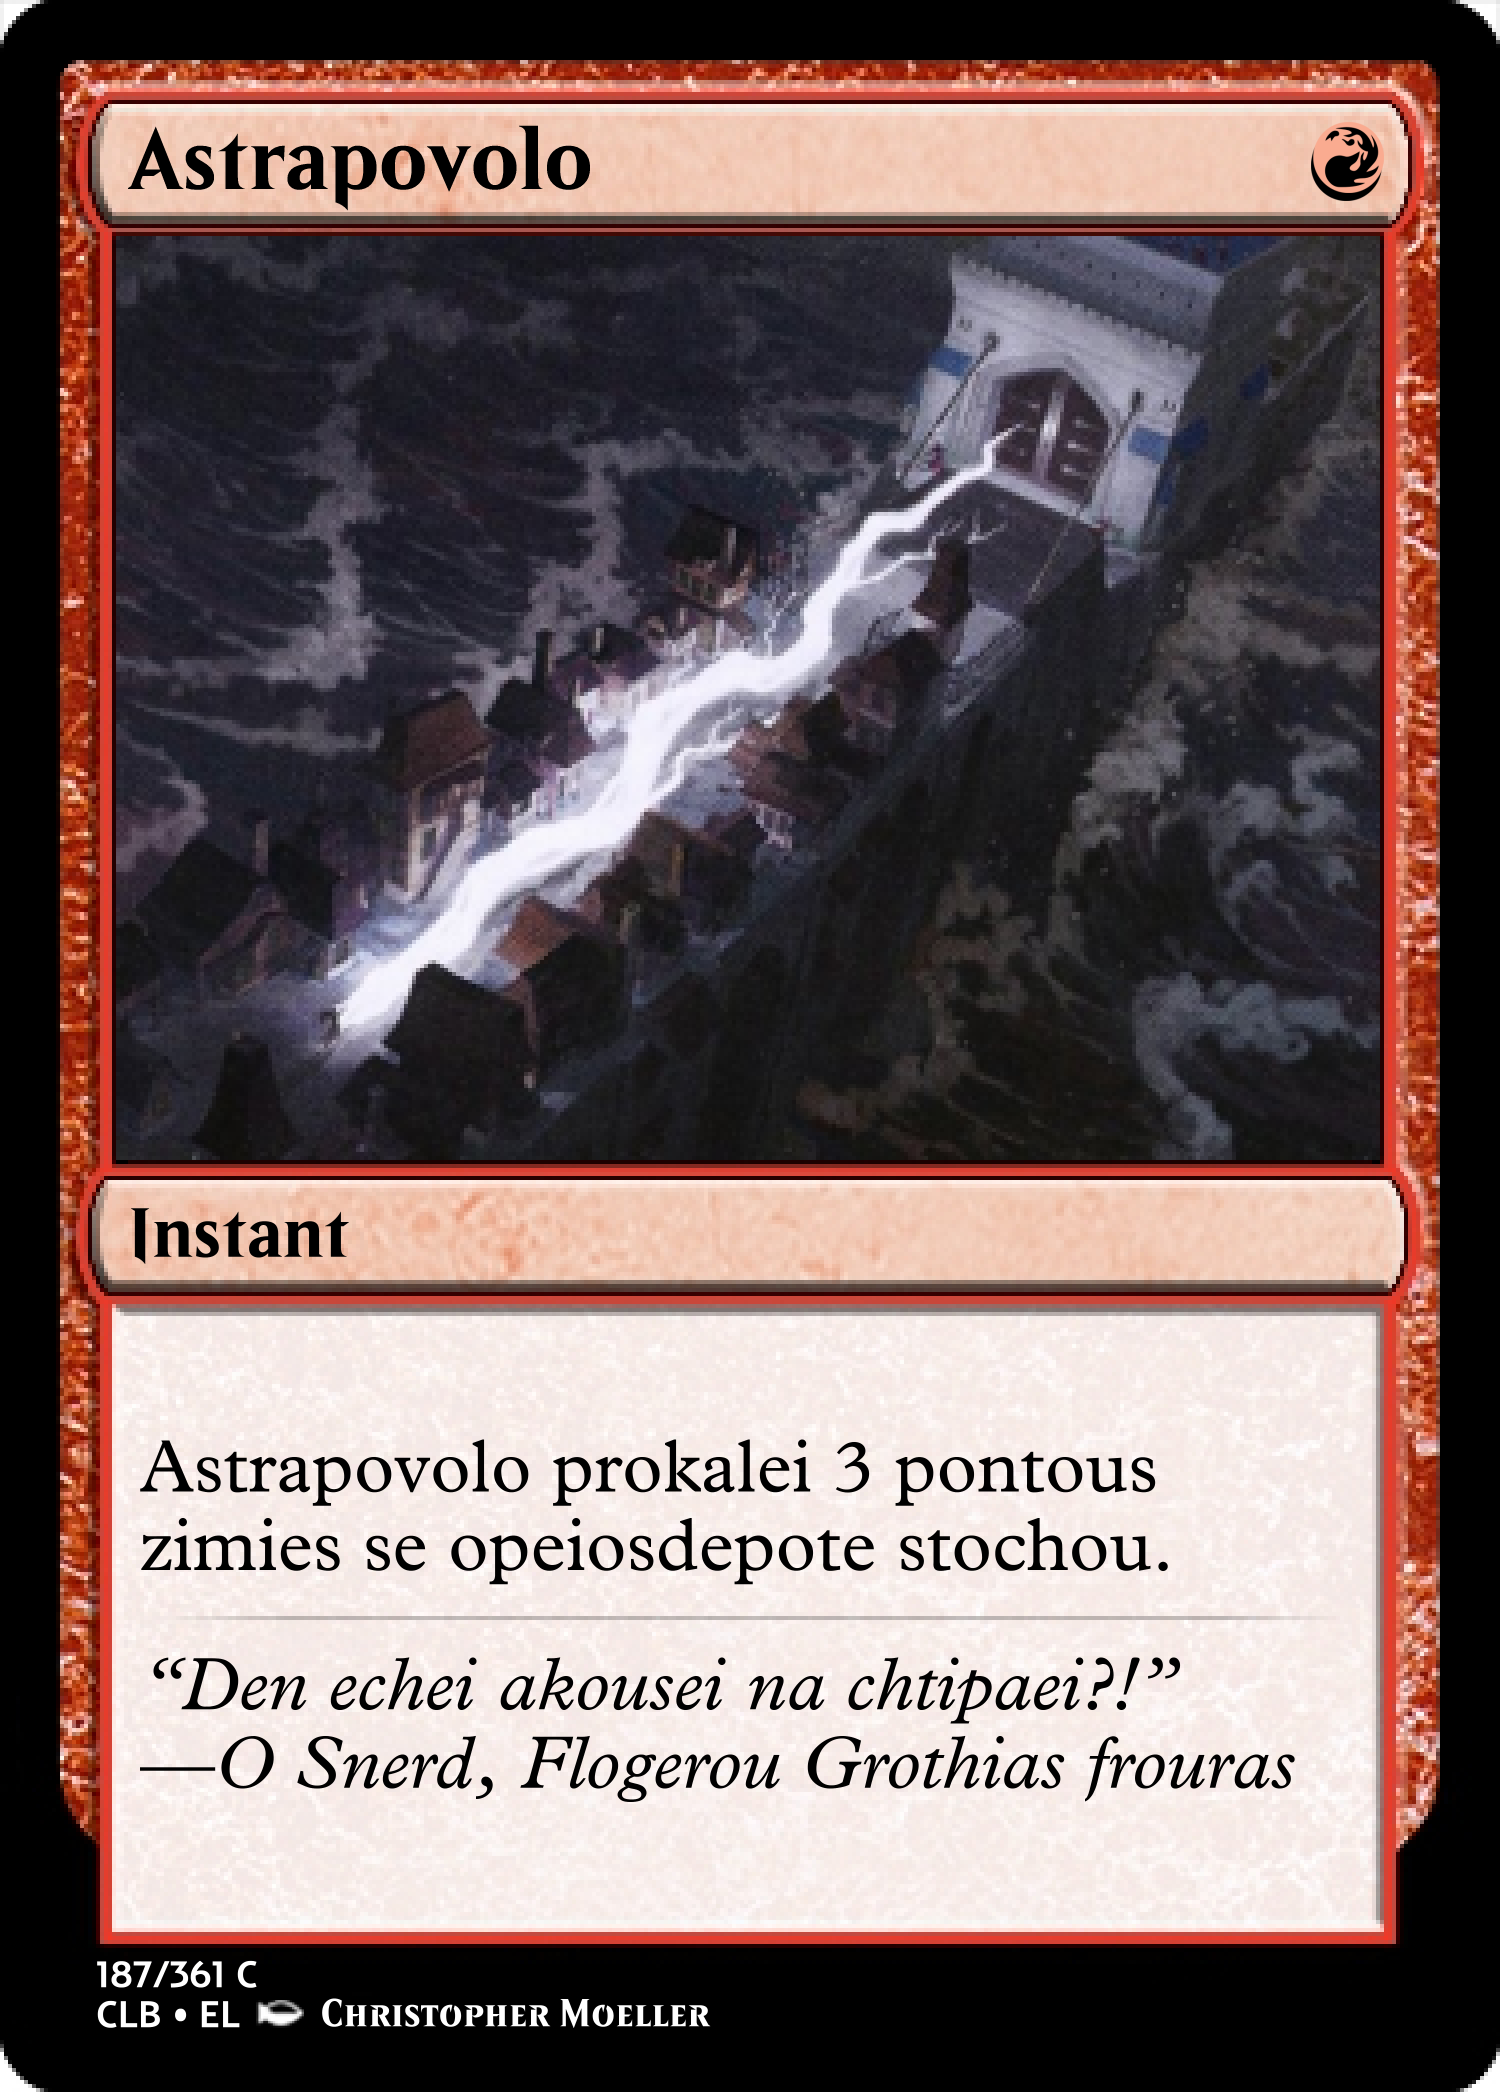 Astrapovolo
Instant
Astrapovolo prokalei 3 pontous
zimies se opeiosdepote stochou.
“Den echei akousei na chtipaei?!”
—O Snerd, Flogerou Grothias frouras
187/361 C
CLB • EL Christopher Moeller